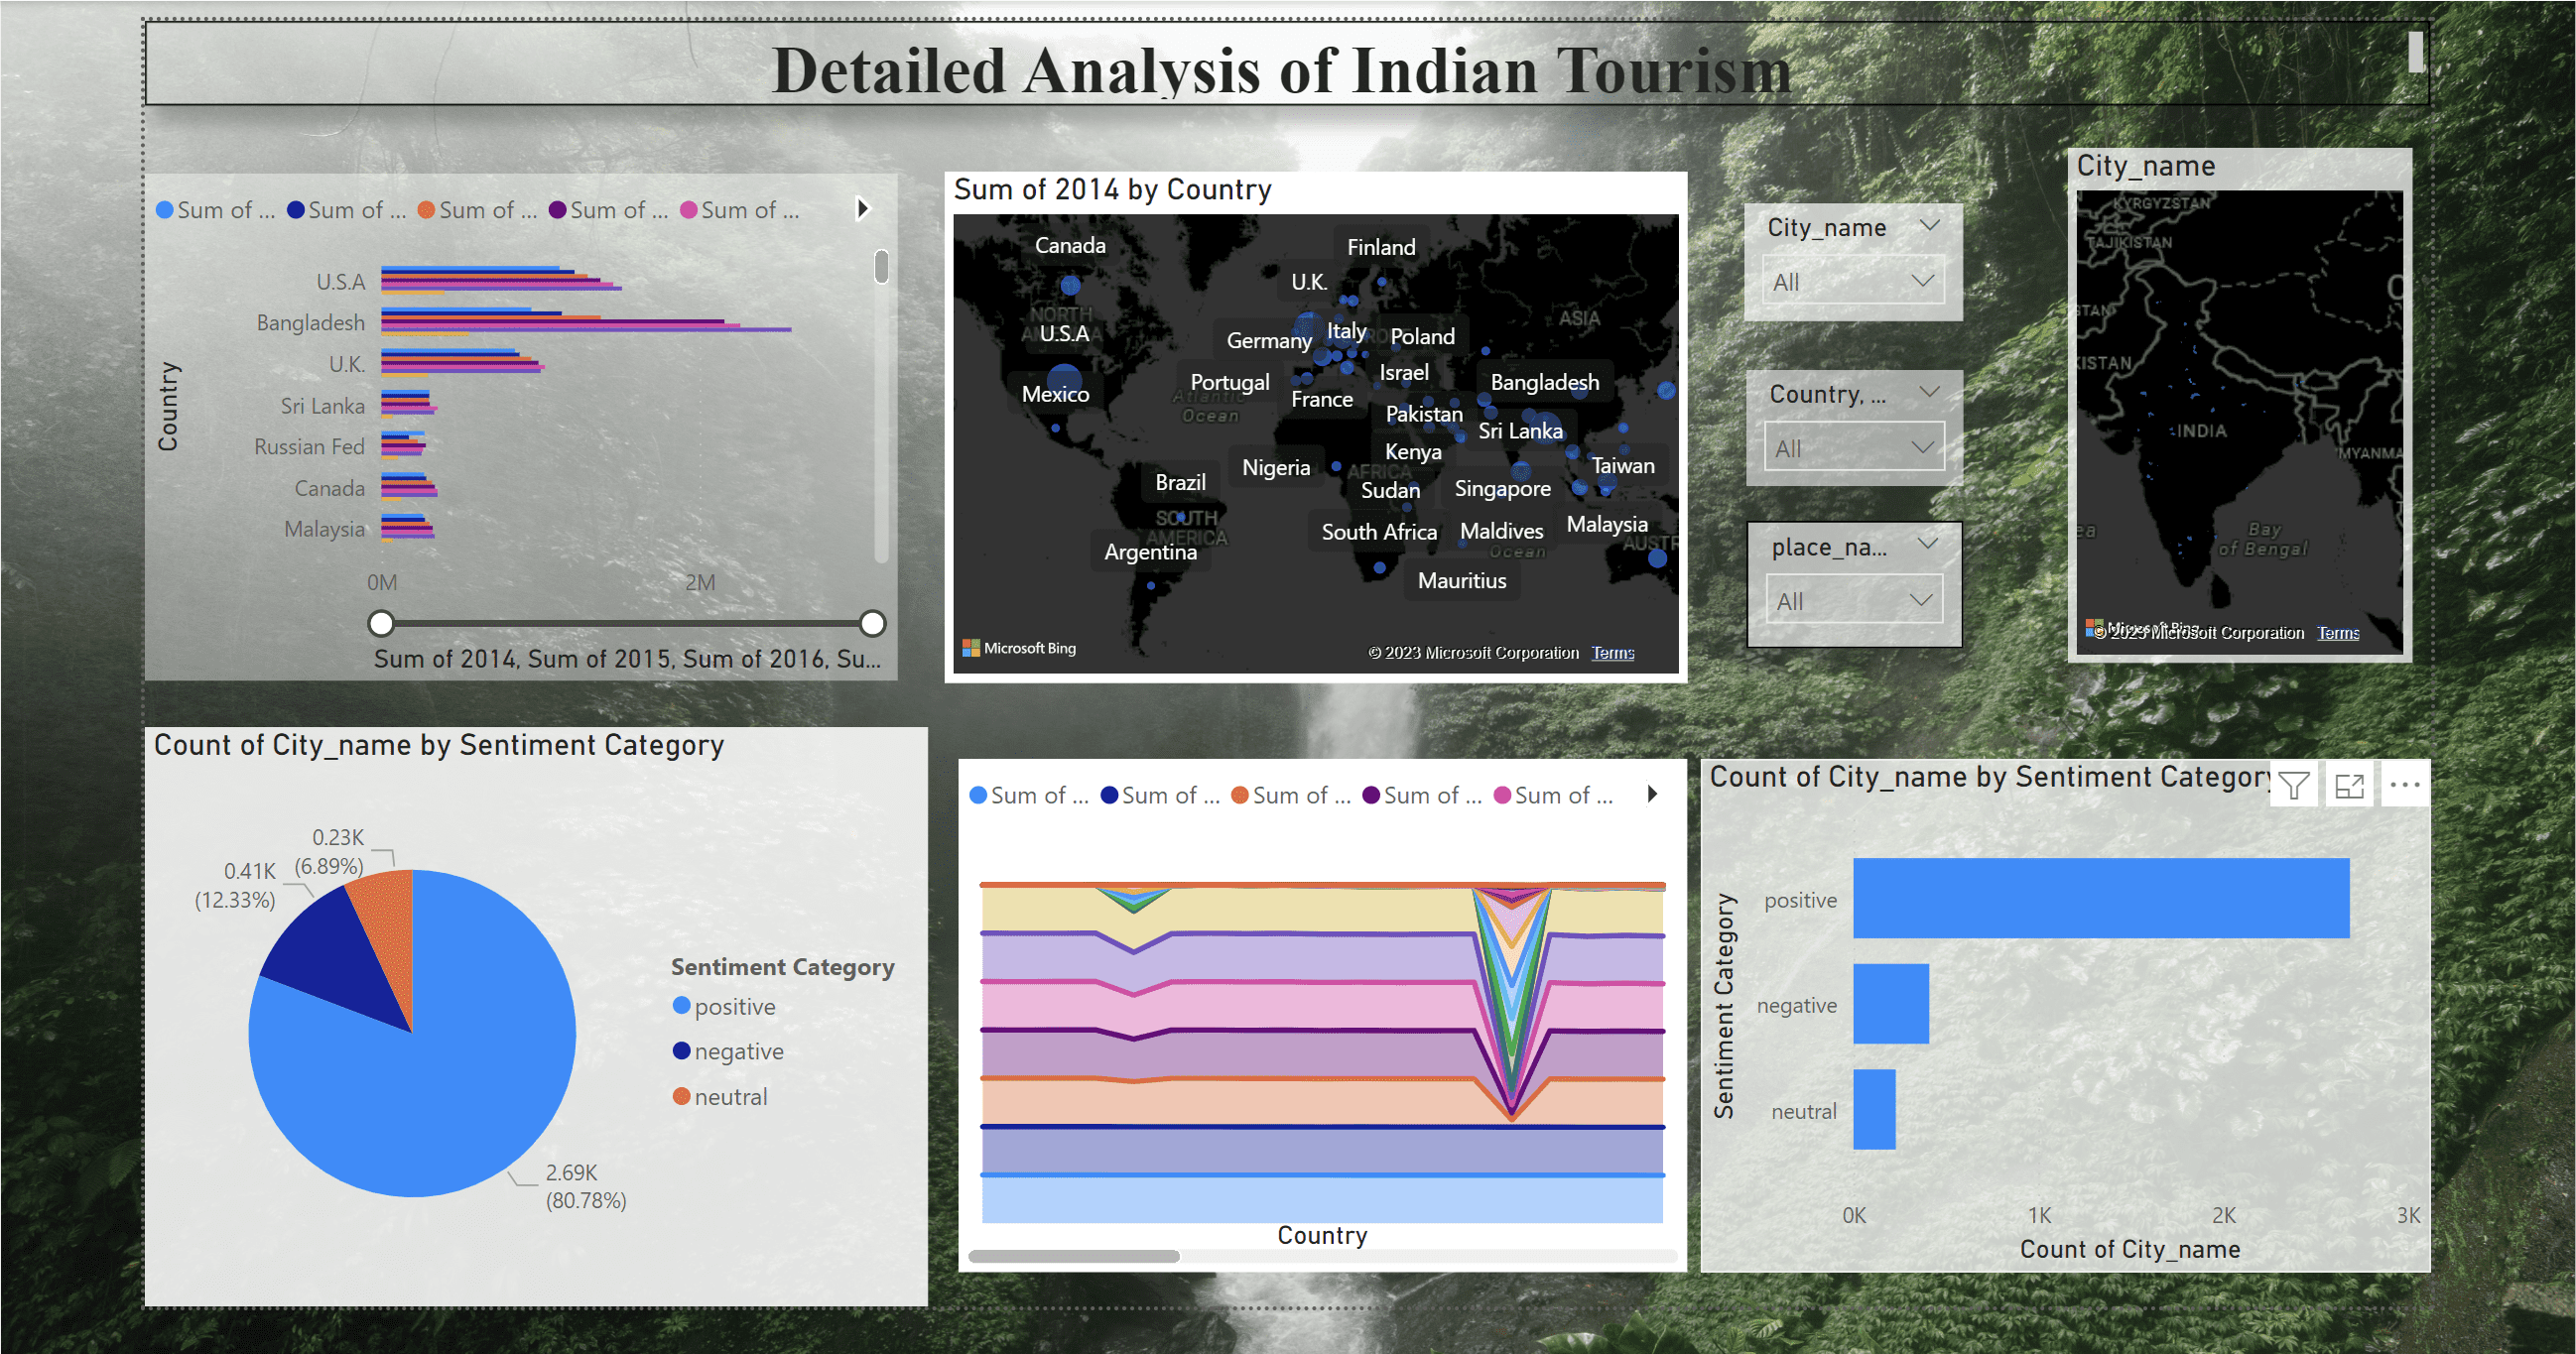 Detailed Analysis of Indian Tourism
Sum of ... Sum of ... Sum of ... Sum of ... Sum of ...
Country
U.S.A
Bangladesh
U.K.
Sri Lanka
Russian Fed
Canada
Malaysia
0M 2M
Sum of 2014, Sum of 2015, Sum of 2016, Su...
Sum of 2014 by Country
Canada
Finland
U.K.
NORTH
U.S.A
ASIA
Germany
Italy
Poland
Portugal
Israel
Bangladesh
Mexico
Atlantic
Ocean
France
Pakistan
Sri Lanka
Kenya
Nigeria
AFRICA
Taiwan
Brazil
Sudan
Singapore
SOUTH
AMERICA
South Africa
Maldives
Malaysia
Argentina
Ocean
AUSTR
Mauritius
Microsoft Bing
© 2023 Microsoft Corporation Terms
City_name
All
Country, ...
All
place_na...
All
City_name
KYRGYZSTAN
TAJIKISTAN
STAN
KISTAN
INDIA
MYANMA
ea
Bay
of Bengal
Microsoft Bing
© 2023 Microsoft Corporation Terms
Count of City_name by Sentiment Category
0.23K
(6.89%)
0.41K
(12.33%)
2.69K
(80.78%)
Sentiment Category
positive
negative
neutral
Sum of ... Sum of ... Sum of ... Sum of ... Sum of ...
Country
Count of City_name by Sentiment Category
Sentiment Category
positive
negative
neutral
0K 1K 2K 3K
Count of City_name